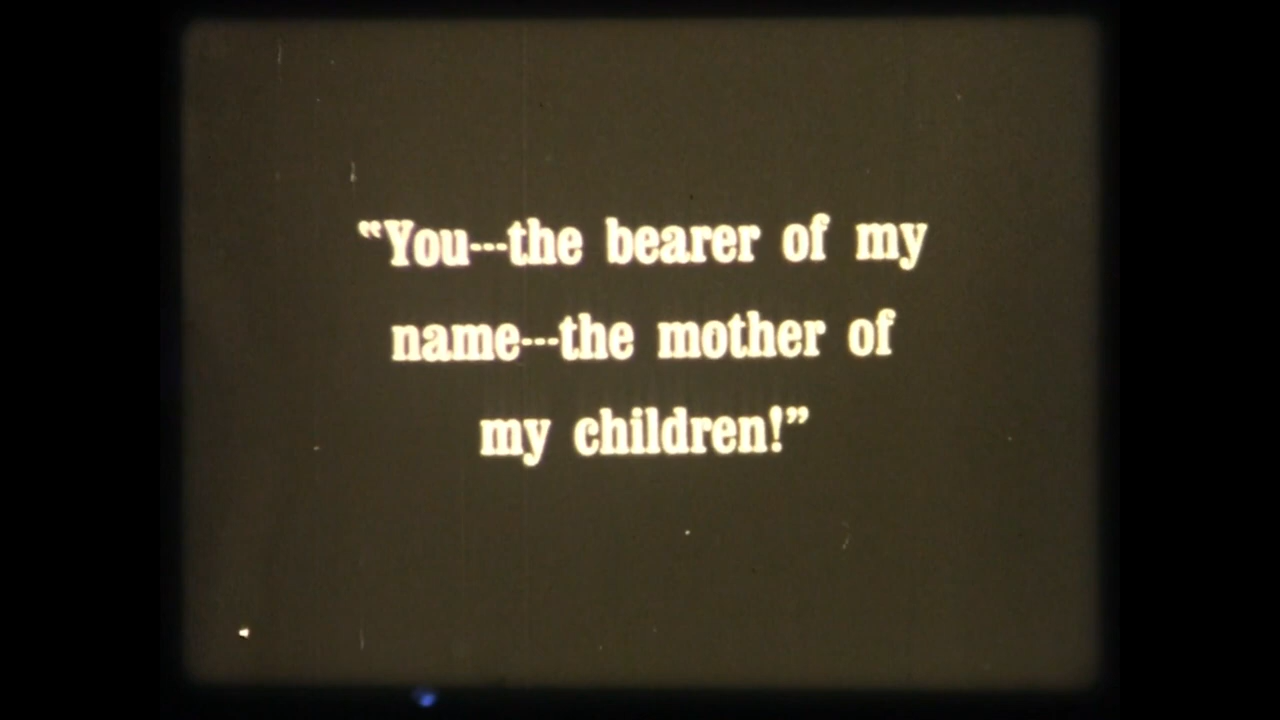 “You---the bearer of my
name---the mother of
my children!”